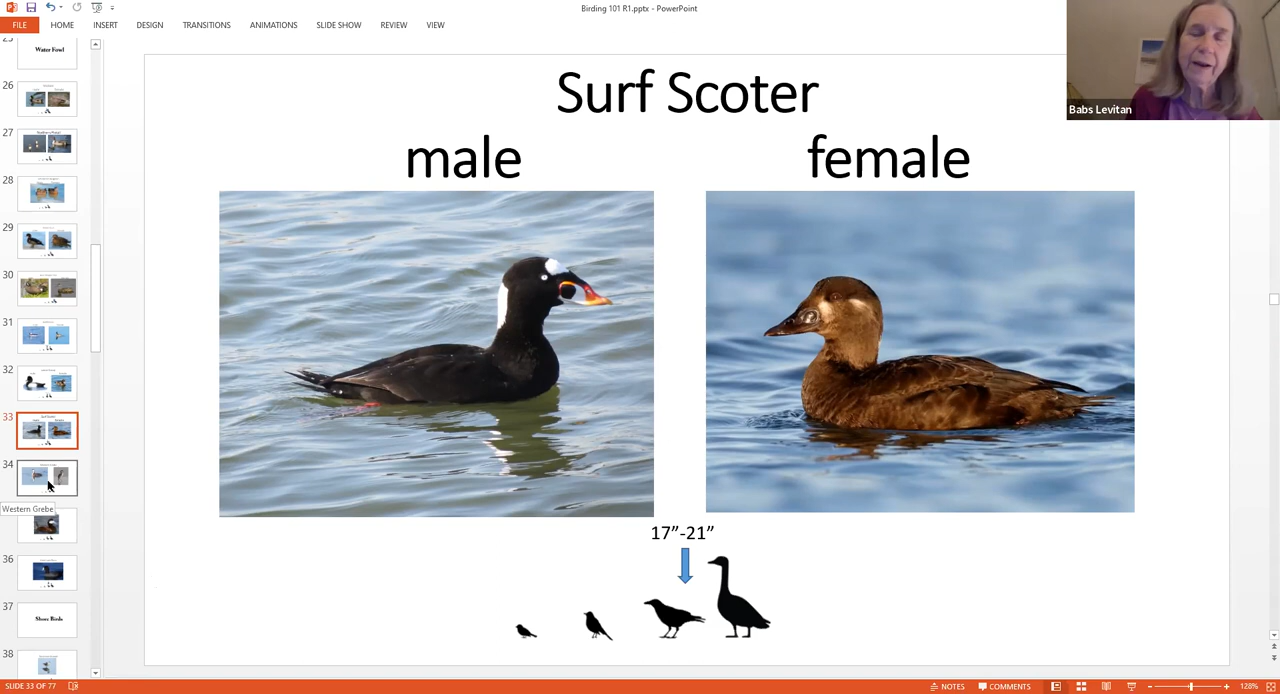 Birding 101 R1.pptx - PowerPoint
FILE HOME INSERT DESIGN TRANSITIONS ANIMATIONS SLIDE SHOW REVIEW VIEW
Babs Levitan
Surf Scoter
male female
17”-21”
Water Fowl
26
27
28
29
30
31
32
33
Surf Scoter
34
Western Grebe
36
37
Shore Birds
38
SLIDE 33 OF 77
NOTES COMMENTS 128%